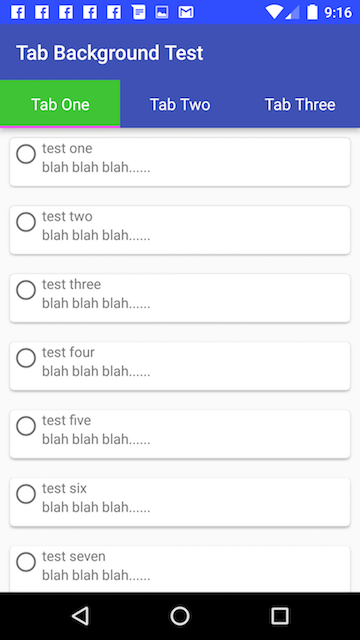 9:16
Tab Background Test
Tab One Tab Two Tab Three
test one
blah blah blah......
test two
blah blah blah......
test three
blah blah blah......
test four
blah blah blah......
test five
blah blah blah......
test six
blah blah blah......
test seven
blah blah blah......